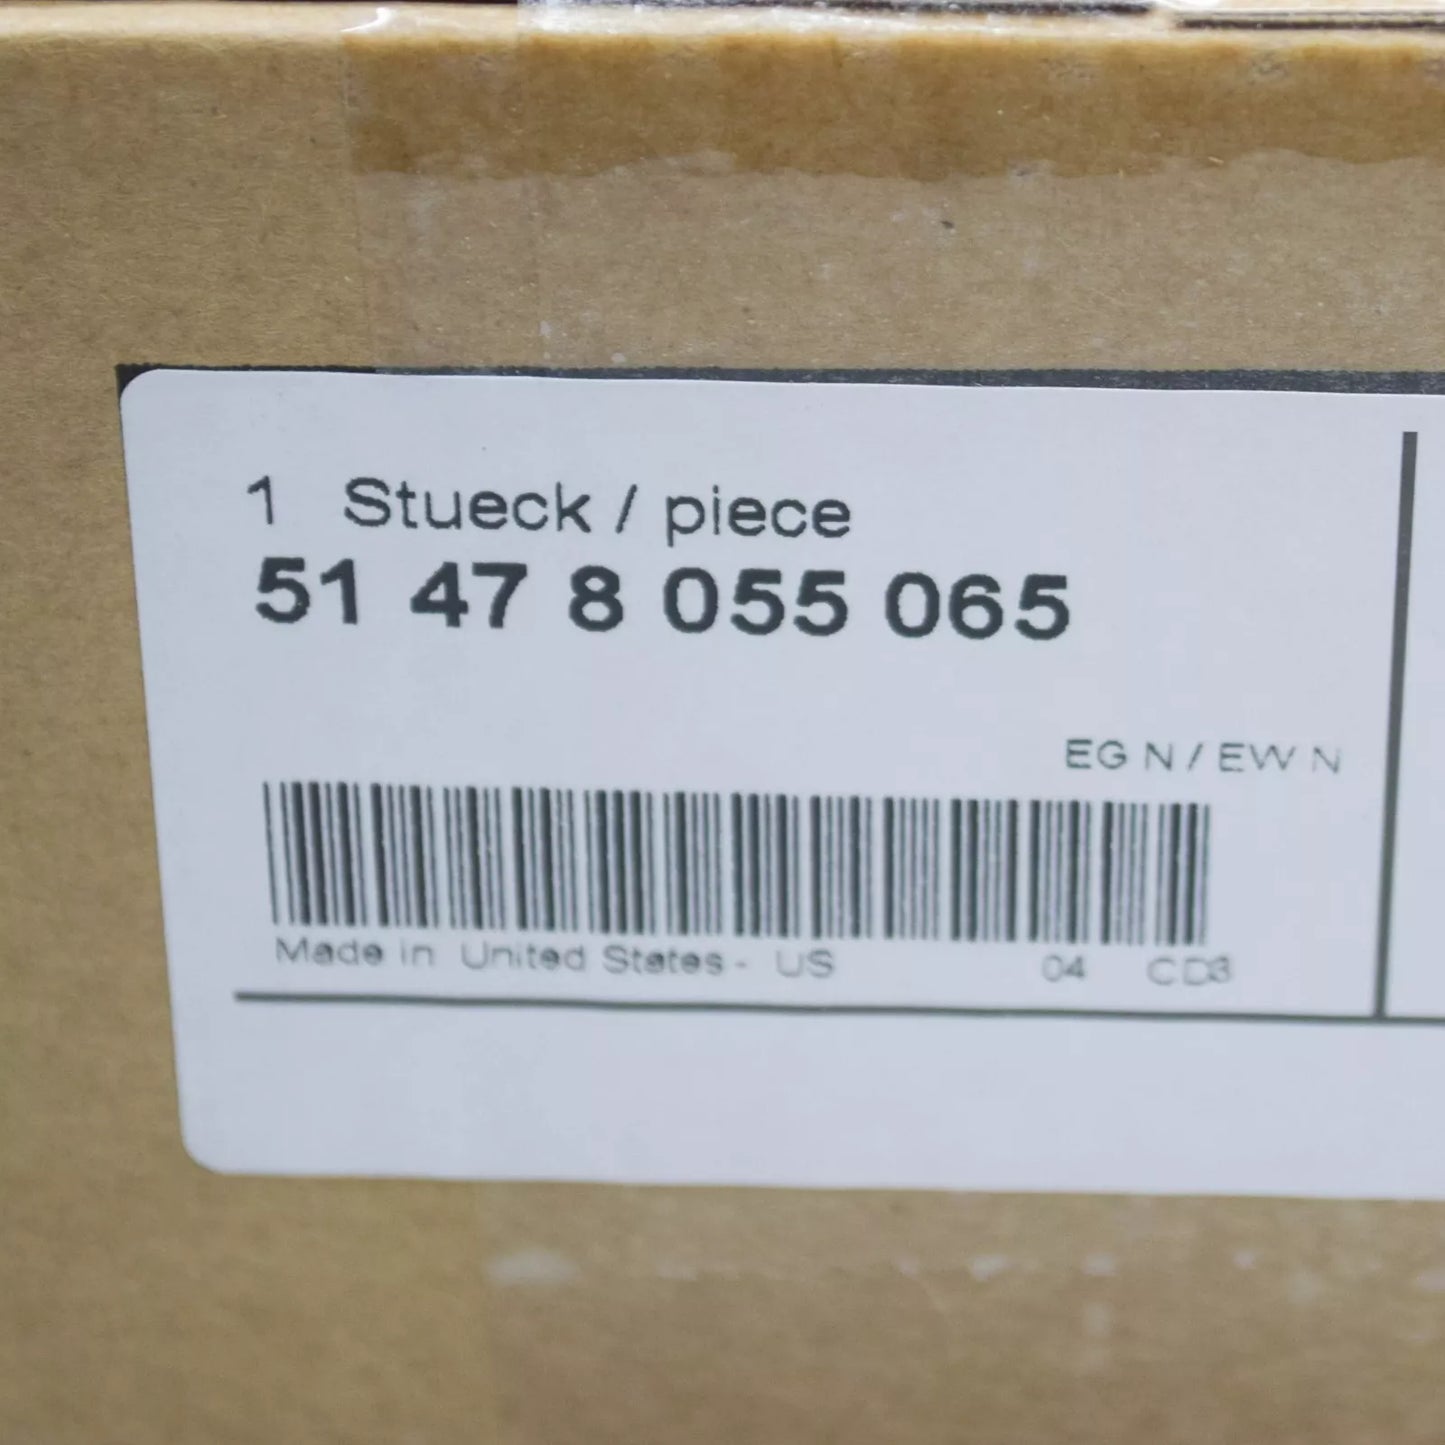 1 Stueck / piece
51 47 8 055 065
EG N / EW N
Made in United States - US 04 CD3